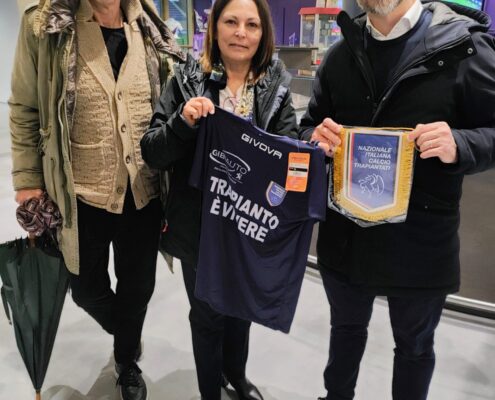 GIVOVA
TRAPIANTO
È VIVERE
NAZIONALE
ITALIANA
CALCIO
TRAPIANTATI